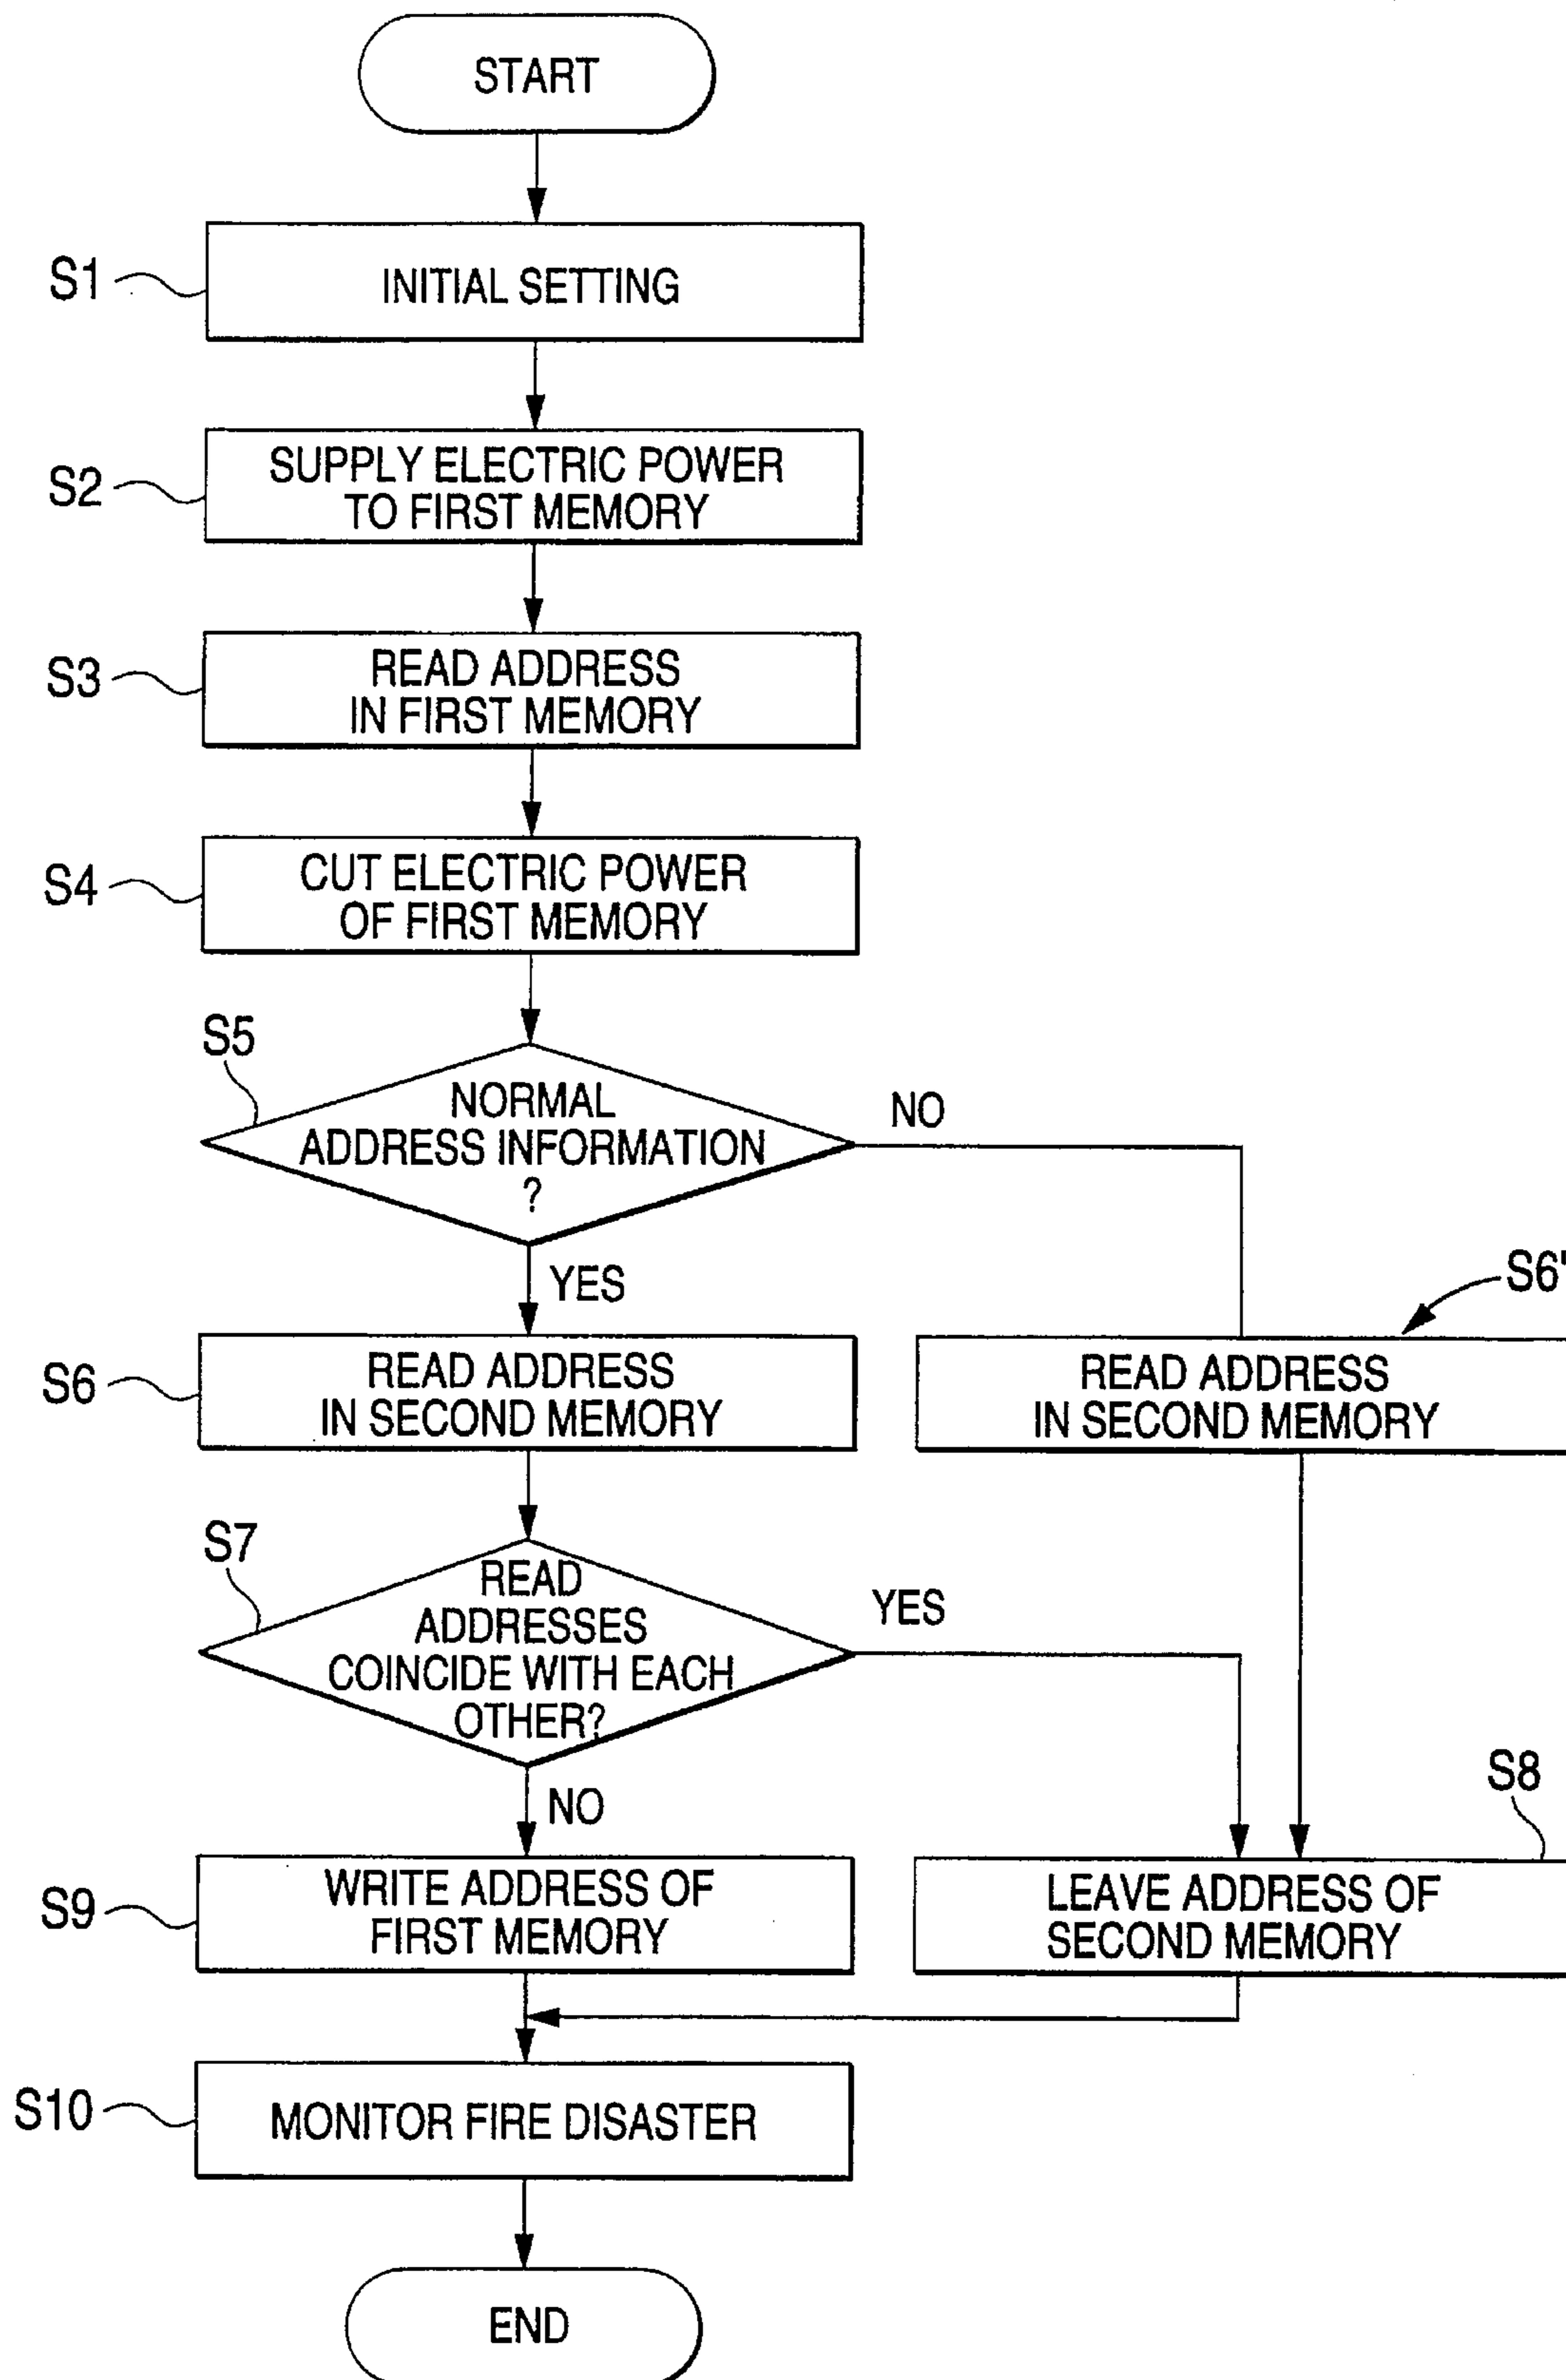 START
S1
INITIAL SETTING
S2
SUPPLY ELECTRIC POWER
TO FIRST MEMORY
S3
READ ADDRESS
IN FIRST MEMORY
S4
CUT ELECTRIC POWER
OF FIRST MEMORY
S5
NORMAL
ADDRESS INFORMATION
?
NO
YES
S6'
S6
READ ADDRESS
IN SECOND MEMORY
READ ADDRESS
IN SECOND MEMORY
S7
READ
ADDRESSES
COINCIDE WITH EACH
OTHER?
YES
NO
S8
S9
WRITE ADDRESS OF
FIRST MEMORY
LEAVE ADDRESS OF
SECOND MEMORY
S10
MONITOR FIRE DISASTER
END